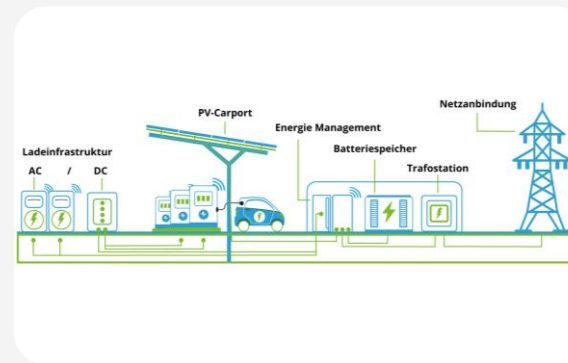 Netzanbindung
PV-Carport
Energie Management
Ladeinfrastruktur
Batteriespeicher
AC / DC
Trafostation